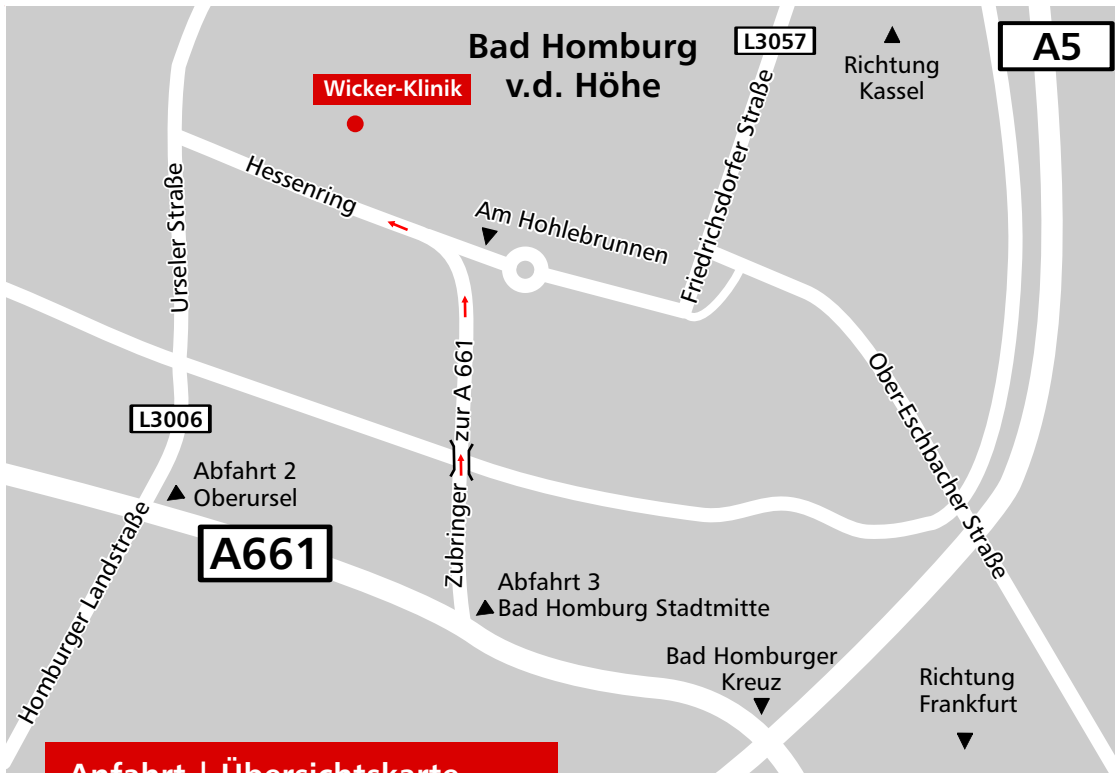 Bad Homburg
v.d. Höhe
L3057
A5
Richtung
Kassel
Wicker-Klinik
Hessenring
Urseler Straße
Am Hohlebrunnen
Friedrichsdorfer Straße
zur A 661
Zubringer
Ober-Eschbacher Straße
L3006
Abfahrt 2
Oberursel
A661
Homburger Landstraße
Abfahrt 3
Bad Homburg Stadtmitte
Bad Homburger
Kreuz
Richtung
Frankfurt
Anfahrt | Übersichtskarte